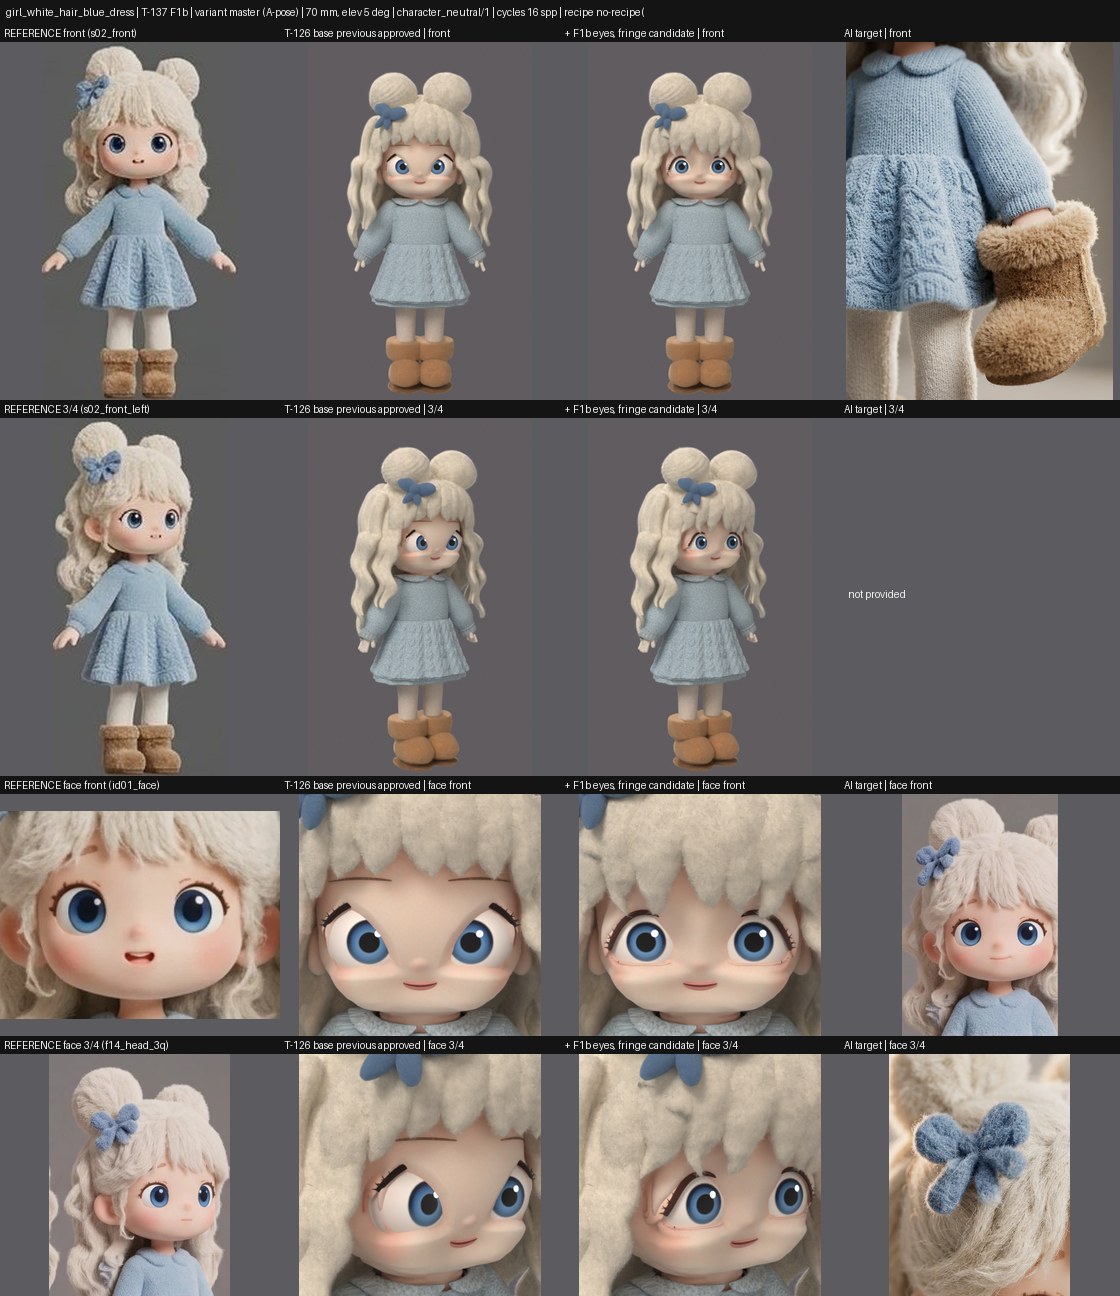 girl_white_hair_blue_dress | T-137 F1b | variant master (A-pose) | 70 mm, elev 5 deg | character_neutral/1 | cycles 16 spp | recipe no-recipe(
REFERENCE front (s02_front)
T-126 base previous approved | front
+ F1b eyes, fringe candidate | front
AI target | front
REFERENCE 3/4 (s02_front_left)
T-126 base previous approved | 3/4
+ F1b eyes, fringe candidate | 3/4
AI target | 3/4
not provided
REFERENCE face front (id01_face)
T-126 base previous approved | face front
+ F1b eyes, fringe candidate | face front
AI target | face front
REFERENCE face 3/4 (f14_head_3q)
T-126 base previous approved | face 3/4
+ F1b eyes, fringe candidate | face 3/4
AI target | face 3/4